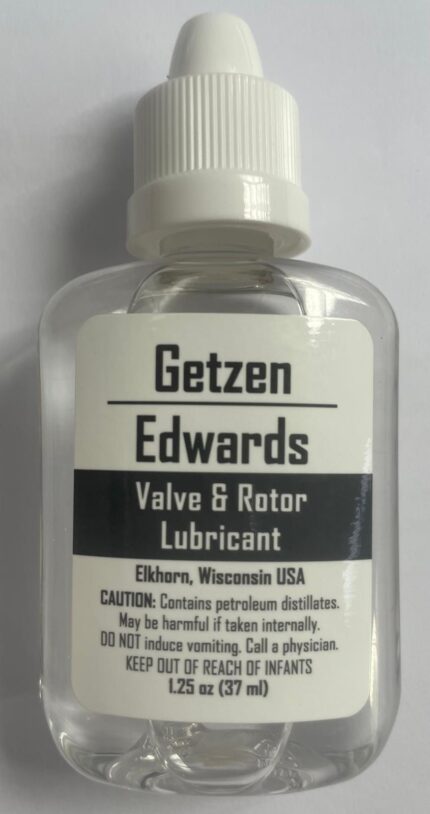 Getzen
Edwards
Valve & Rotor
Lubricant
Elkhorn, Wisconsin USA
CAUTION: Contains petroleum distillates.
May be harmful if taken internally.
DO NOT induce vomiting. Call a physician.
KEEP OUT OF REACH OF INFANTS
1.25 oz (37 ml)